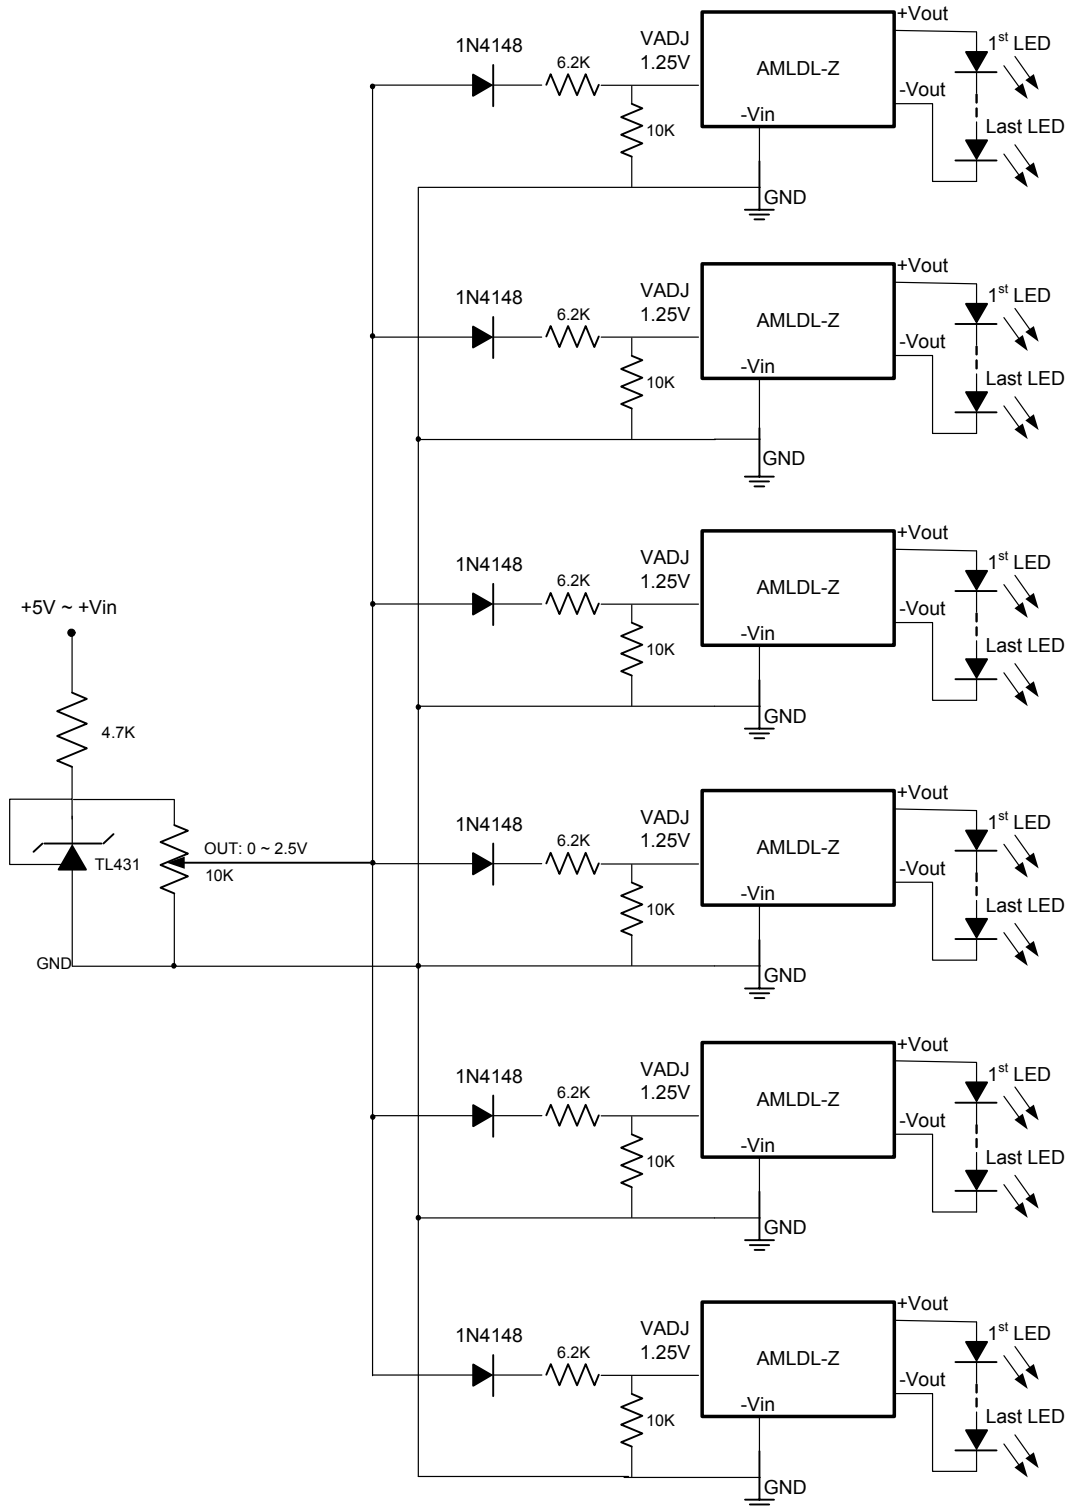 +Vout
1N4148
VADJ
1.25V
6.2K
AMLDL-Z
1st LED
-Vout
-Vin
10K
Last LED
GND
+Vout
1N4148
VADJ
1.25V
6.2K
AMLDL-Z
1st LED
-Vout
-Vin
10K
Last LED
GND
+Vout
1N4148
VADJ
1.25V
6.2K
AMLDL-Z
1st LED
-Vout
-Vin
10K
Last LED
GND
+5V ~ +Vin
4.7K
TL431
OUT: 0 ~ 2.5V
10K
GND
+Vout
1N4148
VADJ
1.25V
6.2K
AMLDL-Z
1st LED
-Vout
-Vin
10K
Last LED
GND
+Vout
1N4148
VADJ
1.25V
6.2K
AMLDL-Z
1st LED
-Vout
-Vin
10K
Last LED
GND
+Vout
1N4148
VADJ
1.25V
6.2K
AMLDL-Z
1st LED
-Vout
-Vin
10K
Last LED
GND